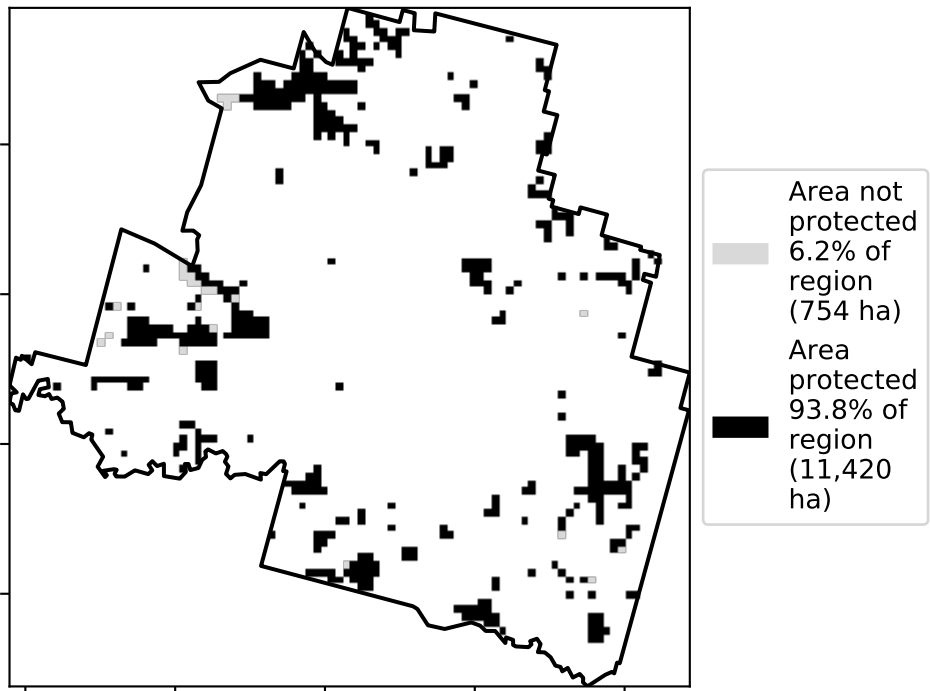 Area not
protected
6.2% of
region
(754 ha)
Area
protected
93.8% of
region
(11,420
ha)